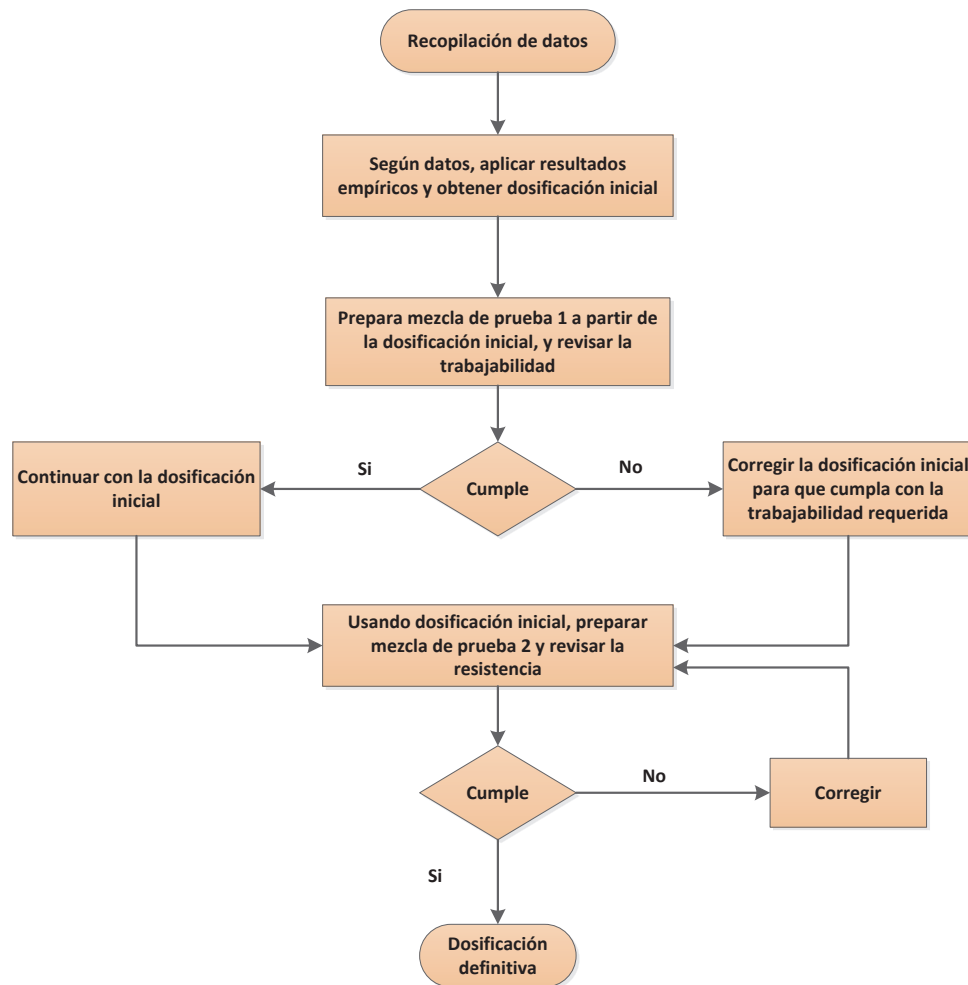 Recopilación de datos
Según datos, aplicar resultados
empíricos y obtener dosificación inicial
Prepara mezcla de prueba 1 a partir de
la dosificación inicial, y revisar la
trabajabilidad
Continuar con la dosificación
inicial
Si
Cumple
No
Corregir la dosificación inicial
para que cumpla con la
trabajabilidad requerida
Usando dosificación inicial, preparar
mezcla de prueba 2 y revisar la
resistencia
Cumple
No
Corregir
Si
Dosificación
definitiva